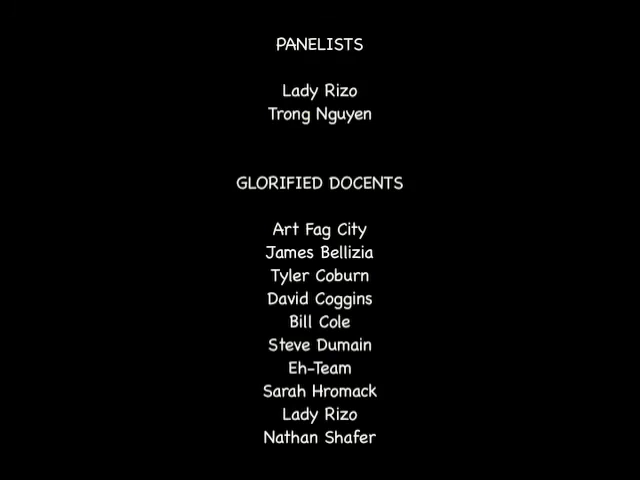 PANELISTS
Lady Rizo
Trong Nguyen
GLORIFIED DOCENTS
Art Fag City
James Bellizia
Tyler Coburn
David Coggins
Bill Cole
Steve Dumain
Eh-Team
Sarah Hromack
Lady Rizo
Nathan Shafer